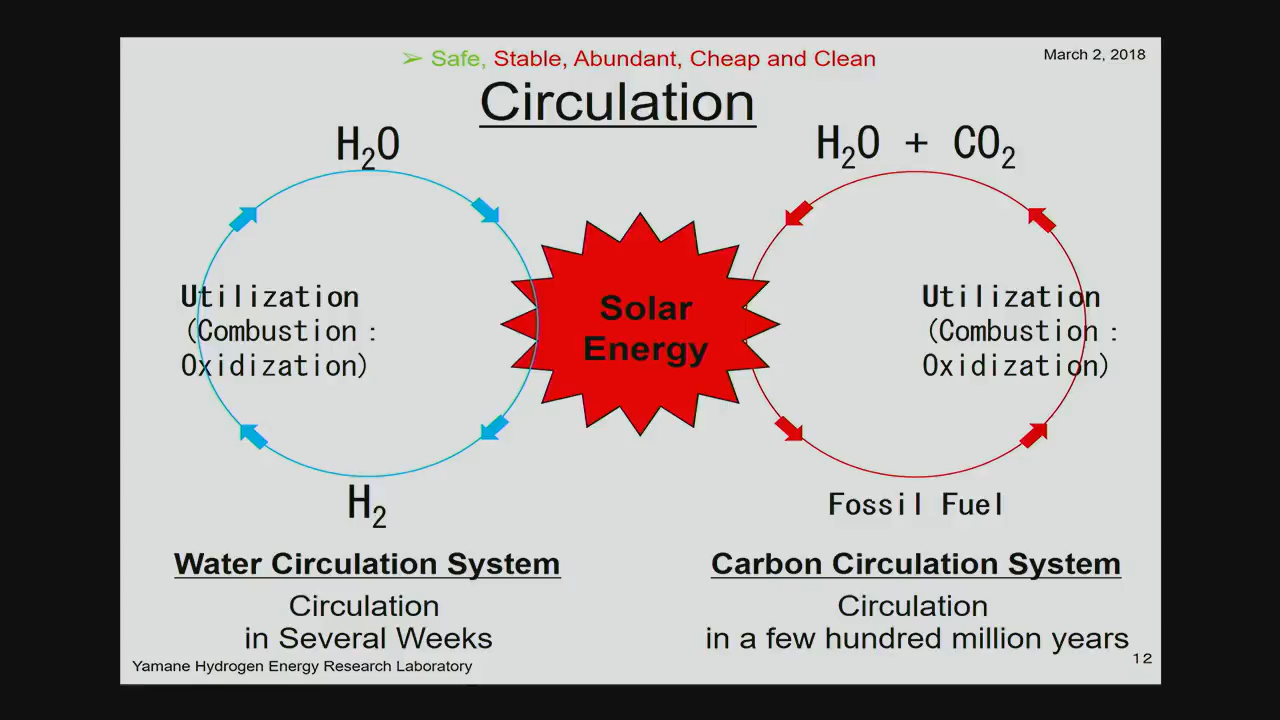 ➢ Safe, Stable, Abundant, Cheap and Clean
March 2, 2018
Circulation
H₂O
H₂O + CO₂
Utilization
(Combustion：
Oxidization)
Solar
Energy
Utilization
(Combustion：
Oxidization)
H₂
Fossil Fuel
Water Circulation System
Circulation
in Several Weeks
Carbon Circulation System
Circulation
in a few hundred million years
Yamane Hydrogen Energy Research Laboratory
12